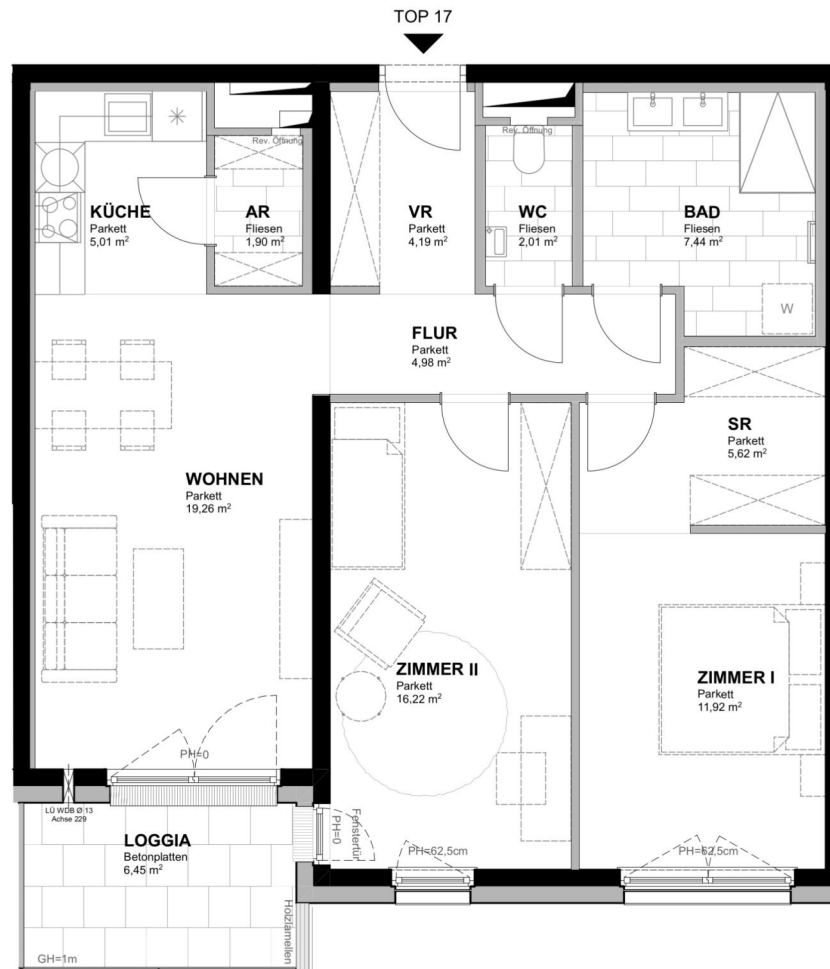 TOP 17
Rev. Öffnung
Rev. Öffnung
KÜCHE
Parkett
5,01 m²
AR
Fliesen
1,90 m²
VR
Parkett
4,19 m²
WC
Fliesen
2,01 m²
BAD
Fliesen
7,44 m²
W
FLUR
Parkett
4,98 m²
SR
Parkett
5,62 m²
WOHNEN
Parkett
19,26 m²
ZIMMER II
Parkett
16,22 m²
ZIMMER I
Parkett
11,92 m²
PH=0
LÜ WDB Ø 13
Achse 229
LOGGIA
Betonplatten
6,45 m²
Fenstertür
PH=0
PH=62,5cm
PH=62,5cm
Holzlamellen
GH=1m